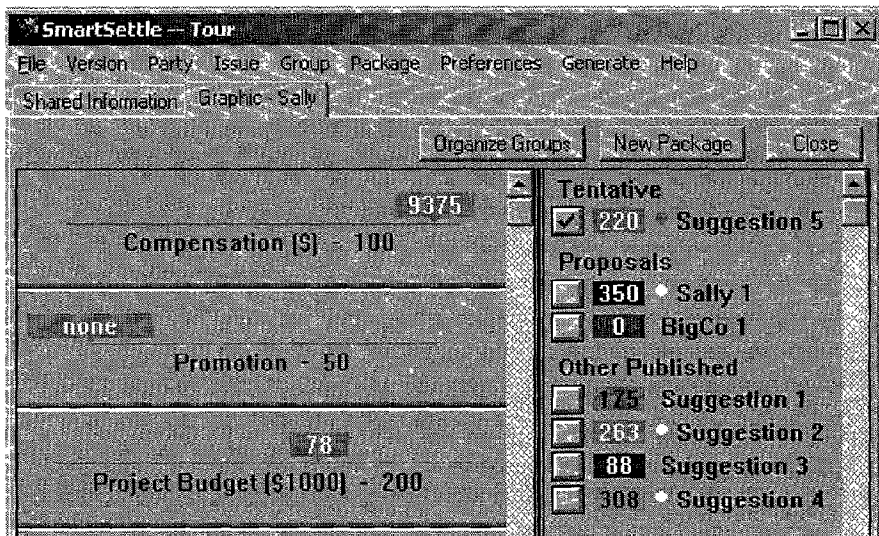 SmartSettle -- Tour
File Version Party Issue Group Package Preferences Generate Help
Shared Information Graphic - Sally
Organize Groups New Package Close
9375
Compensation ($) - 100
none
Promotion - 50
78
Project Budget ($1000) - 200
Tentative
220 Suggestion 5
Proposals
350 Sally 1
0 BigCo 1
Other Published
175 Suggestion 1
263 Suggestion 2
88 Suggestion 3
308 Suggestion 4